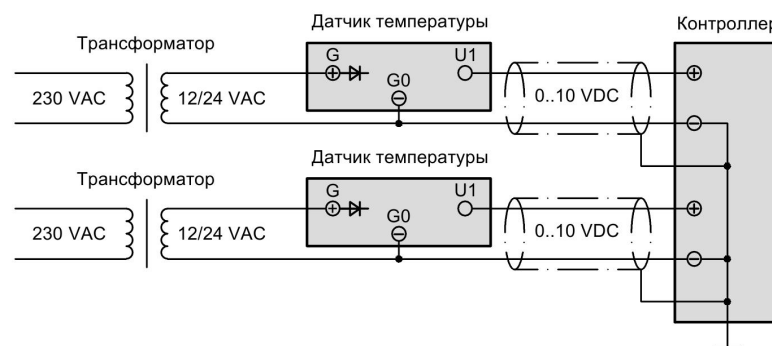 Датчик температуры
Контроллер
Трансформатор
G
U1
G0
230 VAC
12/24 VAC
0..10 VDC
Датчик температуры
Трансформатор
G
U1
G0
230 VAC
12/24 VAC
0..10 VDC